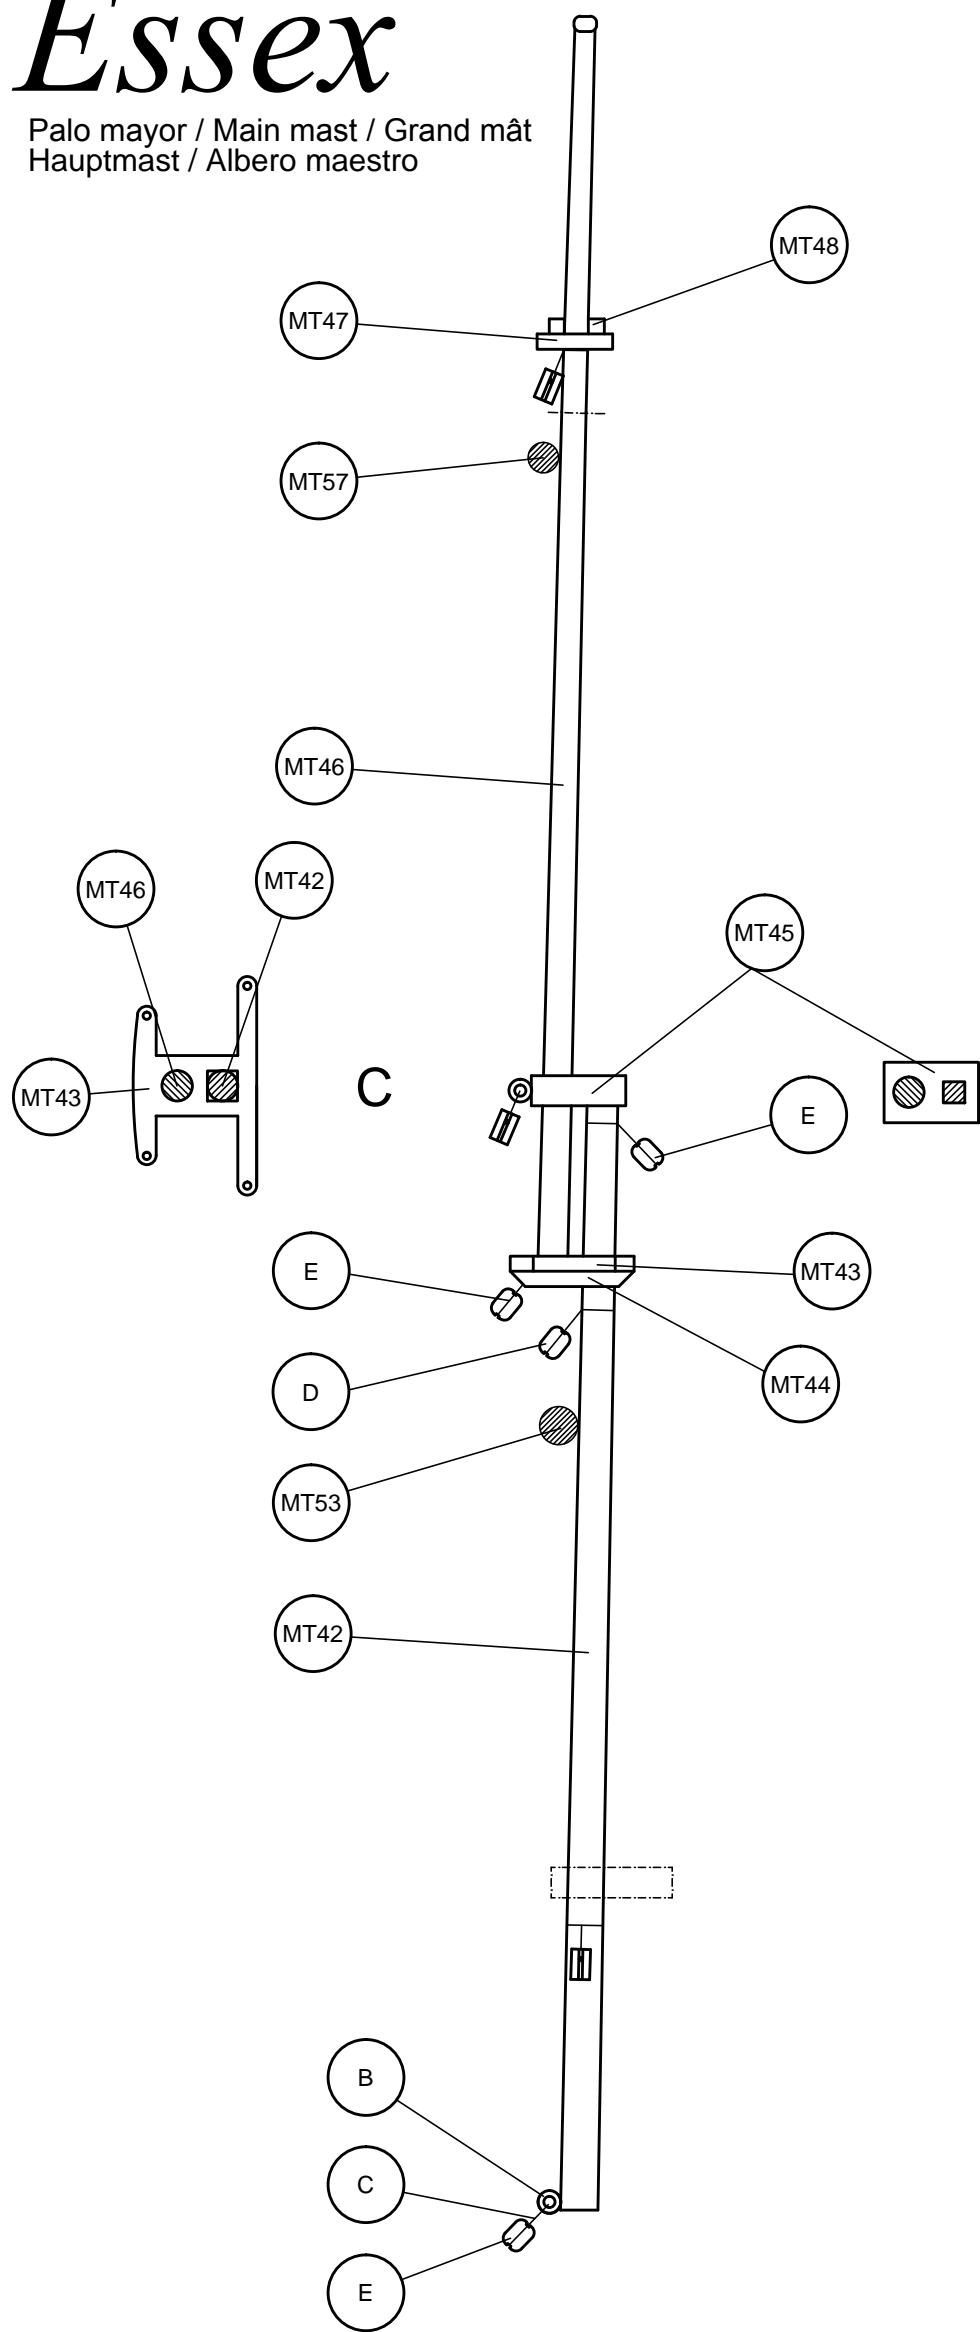 Essex
Palo mayor / Main mast / Grand mât
Hauptmast / Albero maestro
MT48
MT47
MT57
MT46
MT46
MT42
MT45
MT43
C
E
E
MT43
D
MT44
MT53
MT42
B
C
E